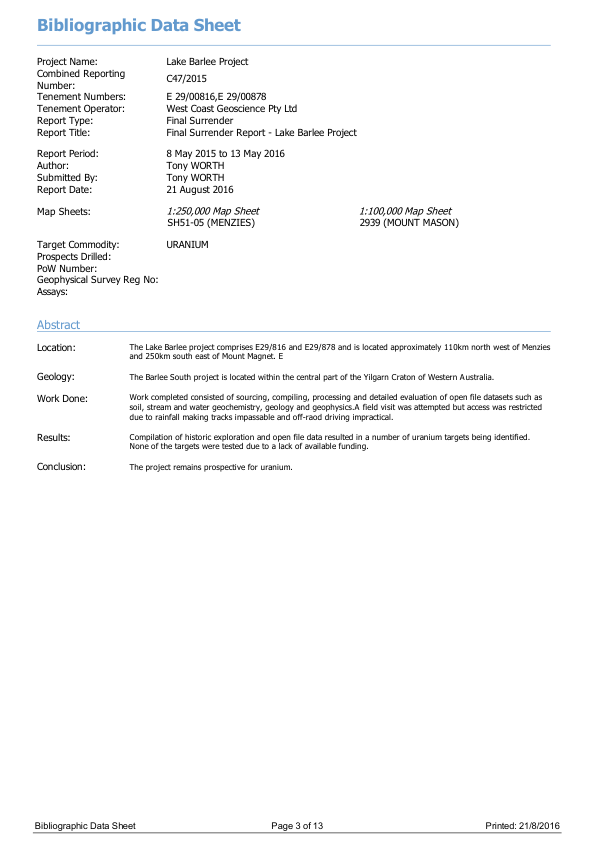 Bibliographic Data Sheet
Project Name: Lake Barlee Project
Combined Reporting
Number: C47/2015
Tenement Numbers: E 29/00816,E 29/00878
Tenement Operator: West Coast Geoscience Pty Ltd
Report Type: Final Surrender
Report Title: Final Surrender Report - Lake Barlee Project
Report Period: 8 May 2015 to 13 May 2016
Author: Tony WORTH
Submitted By: Tony WORTH
Report Date: 21 August 2016
Map Sheets: 1:250,000 Map Sheet 1:100,000 Map Sheet
SH51-05 (MENZIES) 2939 (MOUNT MASON)
Target Commodity: URANIUM
Prospects Drilled:
PoW Number:
Geophysical Survey Reg No:
Assays:
Abstract
Location: The Lake Barlee project comprises E29/816 and E29/878 and is located approximately 110km north west of Menzies
and 250km south east of Mount Magnet. E
Geology: The Barlee South project is located within the central part of the Yilgarn Craton of Western Australia.
Work Done: Work completed consisted of sourcing, compiling, processing and detailed evaluation of open file datasets such as
soil, stream and water geochemistry, geology and geophysics.A field visit was attempted but access was restricted
due to rainfall making tracks impassable and off-raod driving impractical.
Results: Compilation of historic exploration and open file data resulted in a number of uranium targets being identified.
None of the targets were tested due to a lack of available funding.
Conclusion: The project remains prospective for uranium.
Bibliographic Data Sheet Page 3 of 13 Printed: 21/8/2016